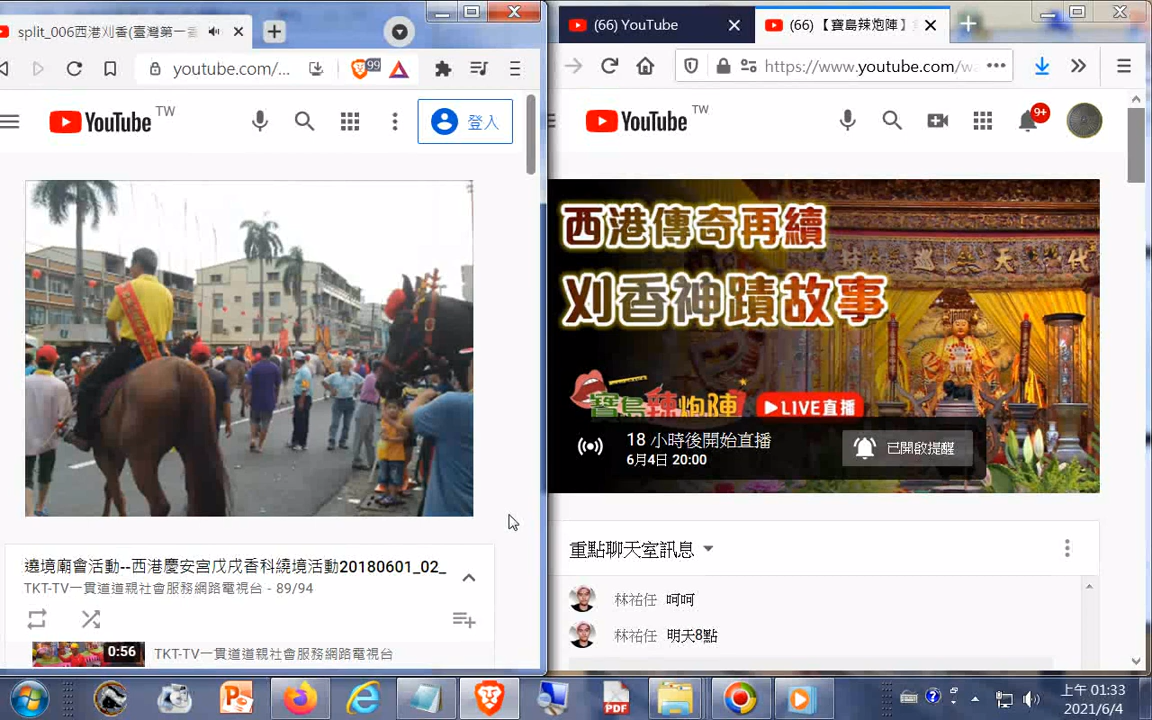 split_006西港刈香(臺灣第一香
youtube.com/...
99
YouTube TW
登入
遶境廟會活動--西港慶安宮戊戌香科繞境活動20180601_02_
TKT-TV一貫道道親社會服務網路電視台 - 89/94
0:56
TKT-TV一貫道道親社會服務網路電視台
(66) YouTube
(66) 【寶島辣炮陣】
https://www.youtube.com/wa
YouTube TW
9+
西港傳奇再續
刈香神蹟故事
寶島辣炮陣
LIVE直播
18 小時後開始直播
6月4日 20:00
已開啟提醒
重點聊天室訊息
林祐任 呵呵
林祐任 明天8點
PDF
上午 01:33
2021/6/4